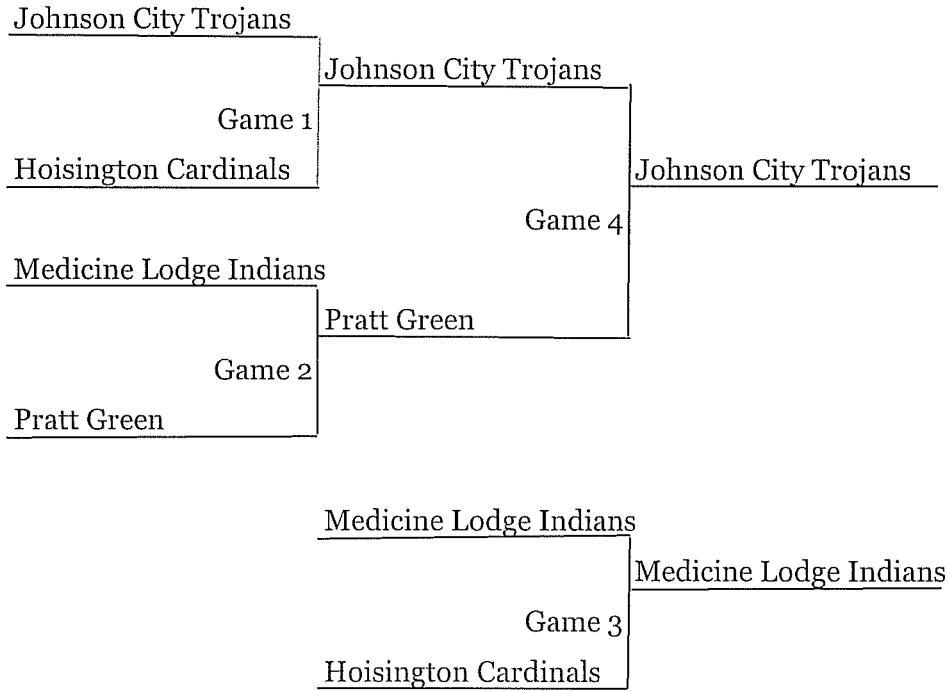 Johnson City Trojans
Johnson City Trojans
Game 1
Hoisington Cardinals
Johnson City Trojans
Game 4
Medicine Lodge Indians
Pratt Green
Game 2
Pratt Green
Medicine Lodge Indians
Medicine Lodge Indians
Game 3
Hoisington Cardinals